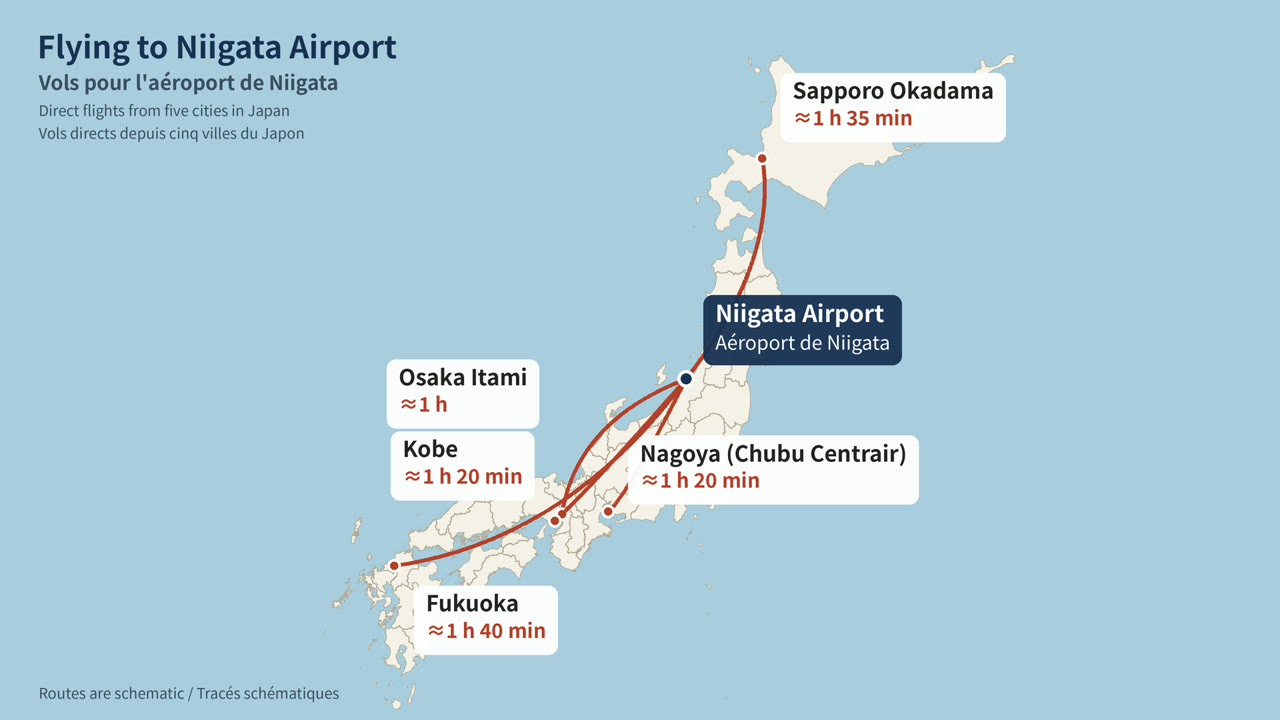 Flying to Niigata Airport
Vols pour l'aéroport de Niigata
Direct flights from five cities in Japan
Vols directs depuis cinq villes du Japon
Sapporo Okadama
≈1 h 35 min
Niigata Airport
Aéroport de Niigata
Osaka Itami
≈1 h
Kobe
≈1 h 20 min
Nagoya (Chubu Centrair)
≈1 h 20 min
Fukuoka
≈1 h 40 min
Routes are schematic / Tracés schématiques